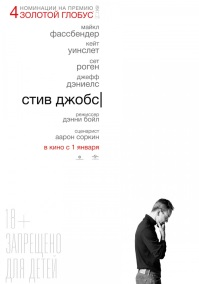 4 НОМИНАЦИИ НА ПРЕМИЮ
ЗОЛОТОЙ ГЛОБУС
майкл
фассбендер
кейт
уинслет
сет
роген
джефф
дэниелс
стив джобс
режиссер
дэнни бойл
сценарист
аарон соркин
в кино с 1 января
18+
ЗАПРЕЩЕНО
ДЛЯ ДЕТЕЙ